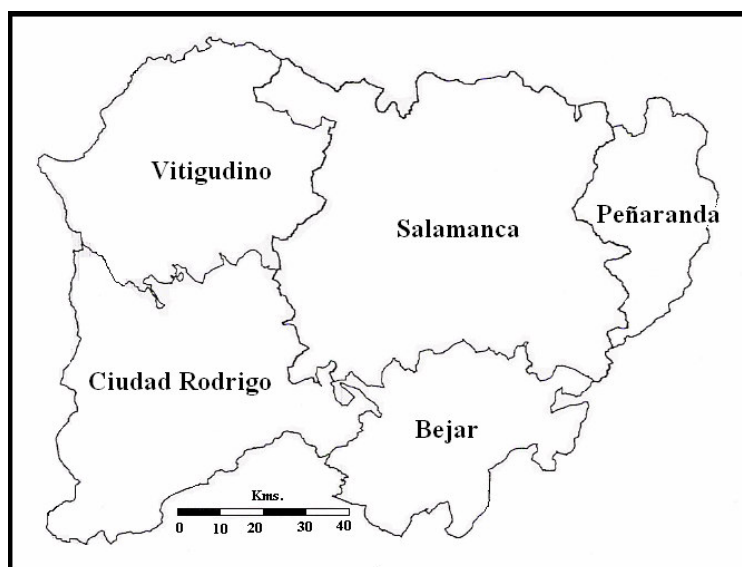 Vitigudino
Peñaranda
Salamanca
Ciudad Rodrigo
Bejar
Kms.
0 10 20 30 40